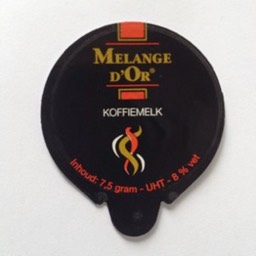 MELANGE
D'OR®
KOFFIEMELK
Inhoud: 7,5 gram - UHT - 8 % vet